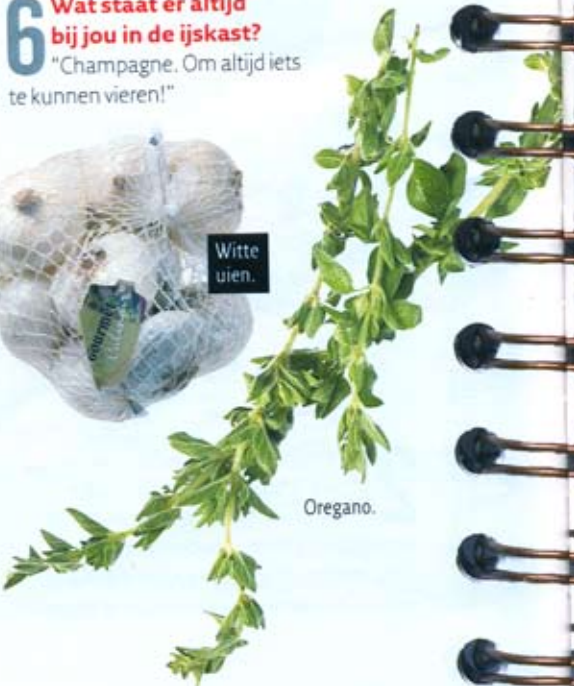 6 Wat staat er altijd
bij jou in de ijskast?
"Champagne. Om altijd iets
te kunnen vieren!"
Witte
uien.
gourmet
Oregano.